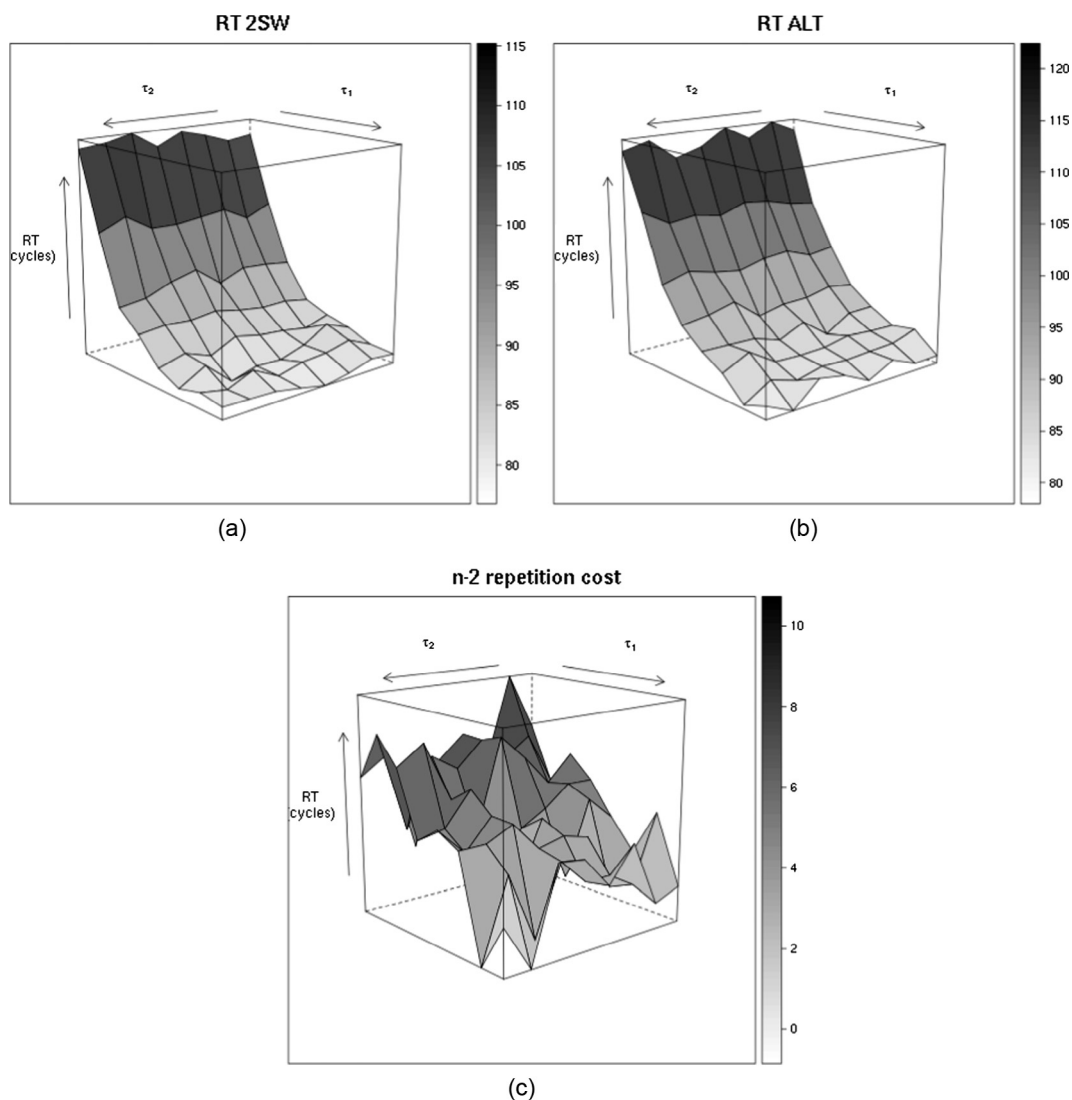 RT 2SW
τ2
τ1
RT
(cycles)
115
110
105
100
95
90
85
80
(a)
RT ALT
τ2
τ1
RT
(cycles)
120
115
110
105
100
95
90
85
80
(b)
n-2 repetition cost
τ2
τ1
RT
(cycles)
10
8
6
4
2
0
(c)